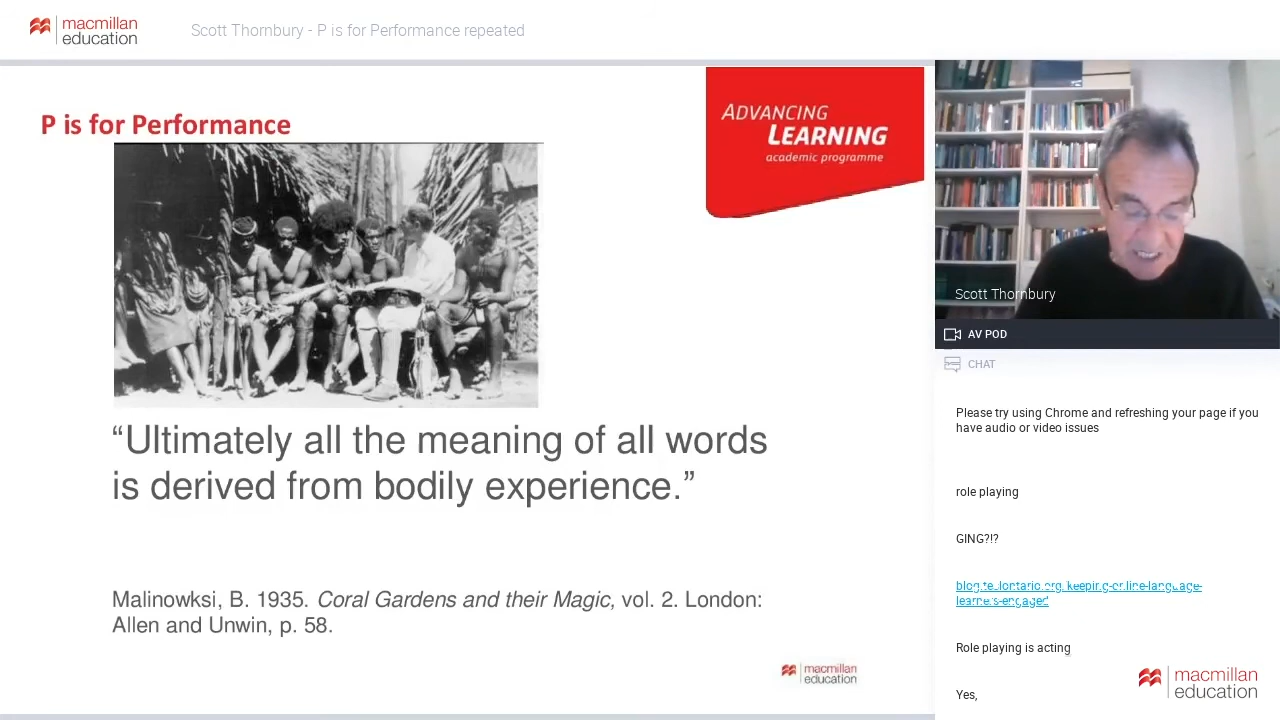 macmillan
education
Scott Thornbury - P is for Performance repeated
P is for Performance
ADVANCING
LEARNING
academic programme
“Ultimately all the meaning of all words
is derived from bodily experience.”
Malinowksi, B. 1935. Coral Gardens and their Magic, vol. 2. London:
Allen and Unwin, p. 58.
macmillan
education
Scott Thornbury
AV POD
CHAT
Please try using Chrome and refreshing your page if you
have audio or video issues
role playing
GING?!?
learners-engaged
Role playing is acting
Yes,
macmillan
education